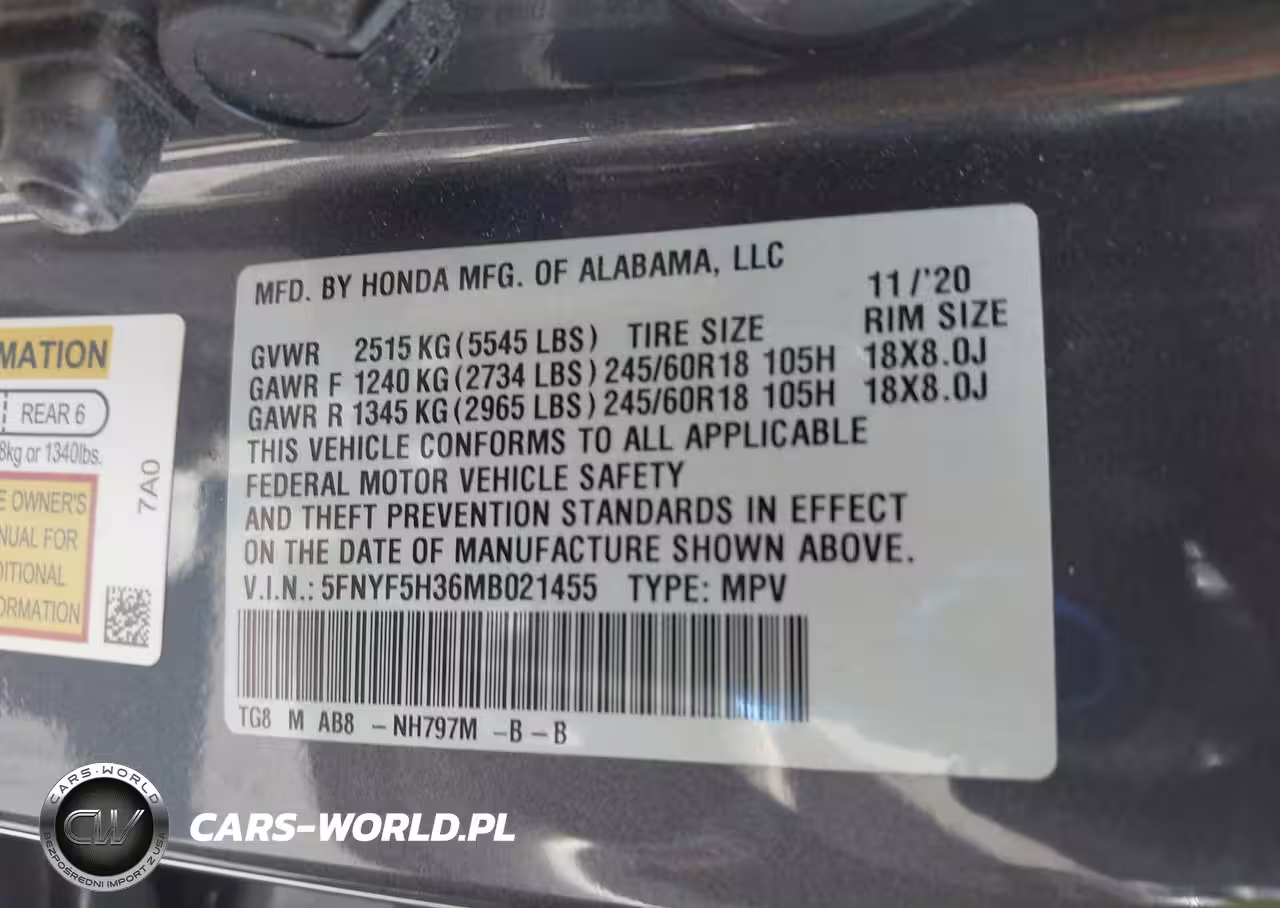 MFD. BY HONDA MFG. OF ALABAMA, LLC 11/'20
GVWR 2515 KG (5545 LBS) TIRE SIZE RIM SIZE
GAWR F 1240 KG (2734 LBS) 245/60R18 105H 18X8.0J
GAWR R 1345 KG (2965 LBS) 245/60R18 105H 18X8.0J
THIS VEHICLE CONFORMS TO ALL APPLICABLE
FEDERAL MOTOR VEHICLE SAFETY
AND THEFT PREVENTION STANDARDS IN EFFECT
ON THE DATE OF MANUFACTURE SHOWN ABOVE.
V.I.N.: 5FNYF5H36MB021455 TYPE: MPV
TG8 M AB8 - NH797M - B - B
MATION
REAR 6
8kg or 1340lbs.
E OWNER'S
NUAL FOR
DITIONAL
ORMATION
7A0
CARS-WORLD
CW
BEZPOŚREDNI IMPORT Z USA
CARS-WORLD.PL